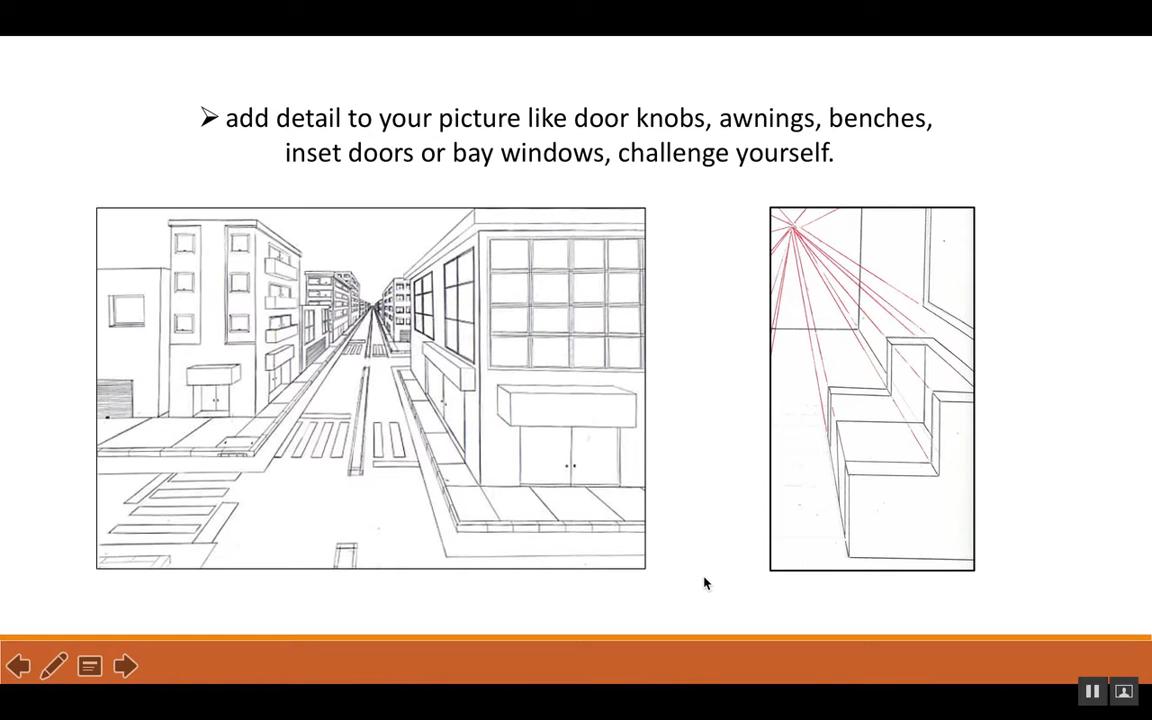 ➢ add detail to your picture like door knobs, awnings, benches,
inset doors or bay windows, challenge yourself.